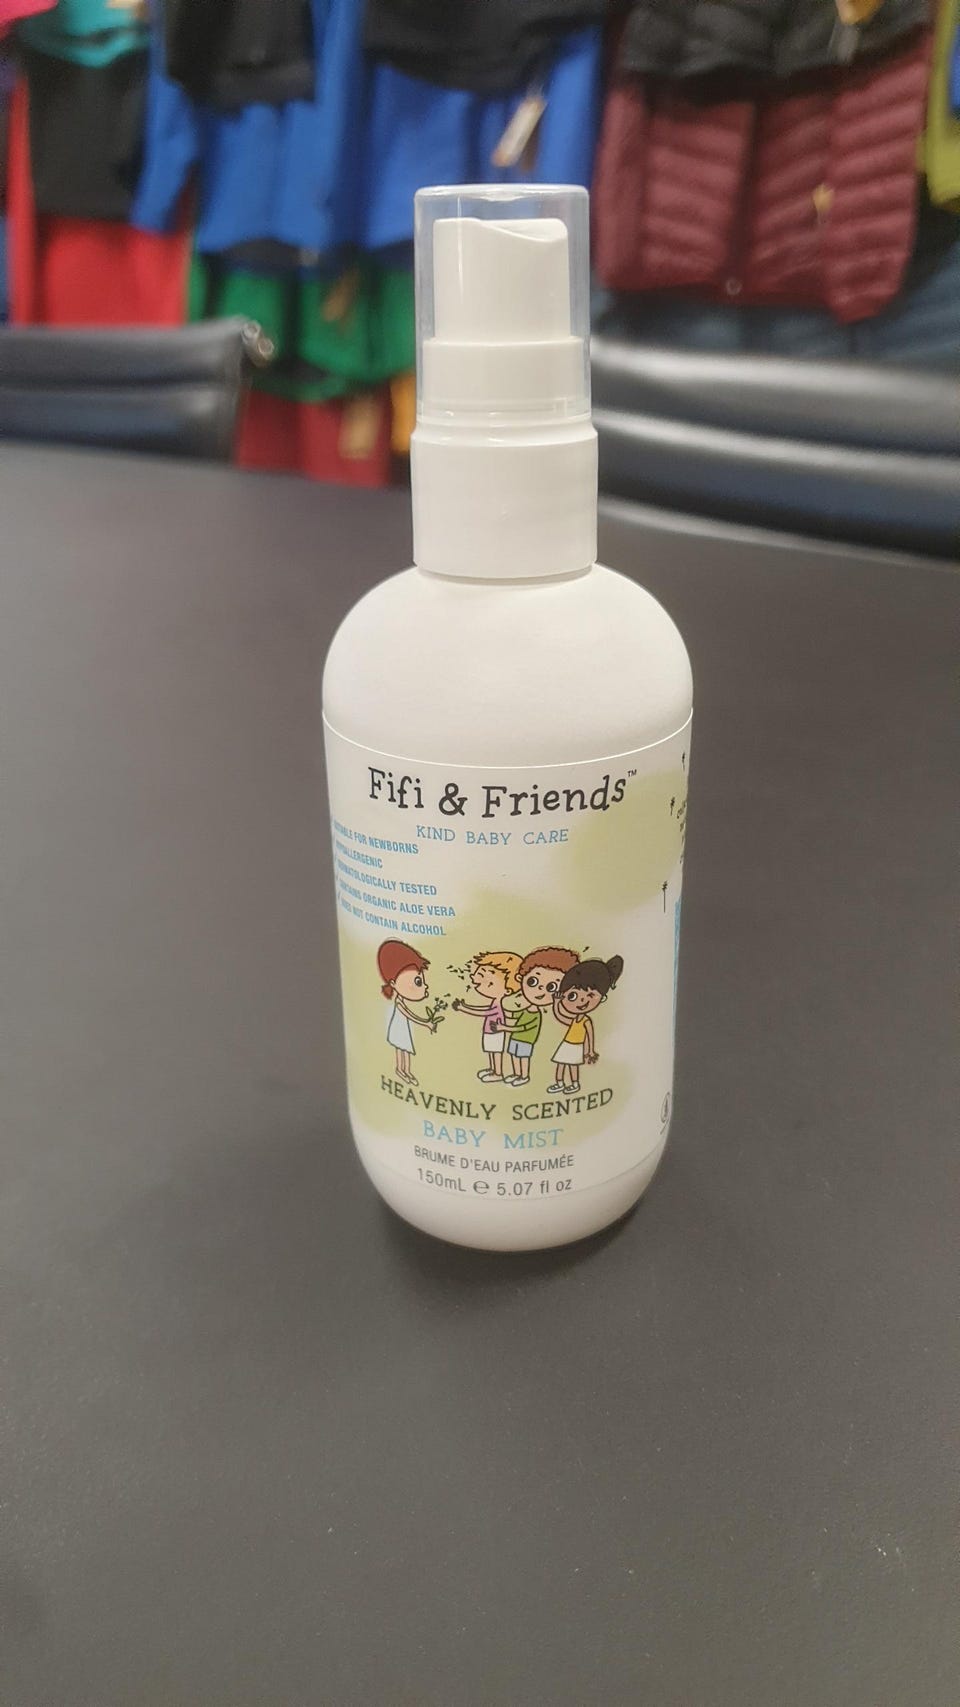 Fifi & Friends™
KIND BABY CARE
SUITABLE FOR NEWBORNS
HYPOALLERGENIC
DERMATOLOGICALLY TESTED
CONTAINS ORGANIC ALOE VERA
DOES NOT CONTAIN ALCOHOL
HEAVENLY SCENTED
BABY MIST
BRUME D'EAU PARFUMÉE
150mL ℮ 5.07 fl oz